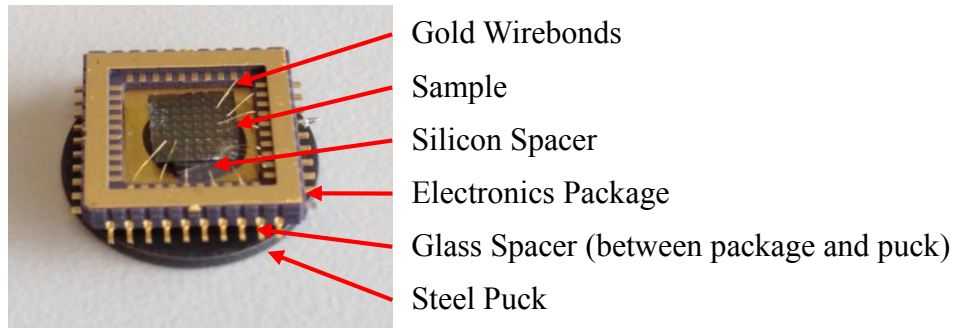 Gold Wirebonds
Sample
Silicon Spacer
Electronics Package
Glass Spacer (between package and puck)
Steel Puck